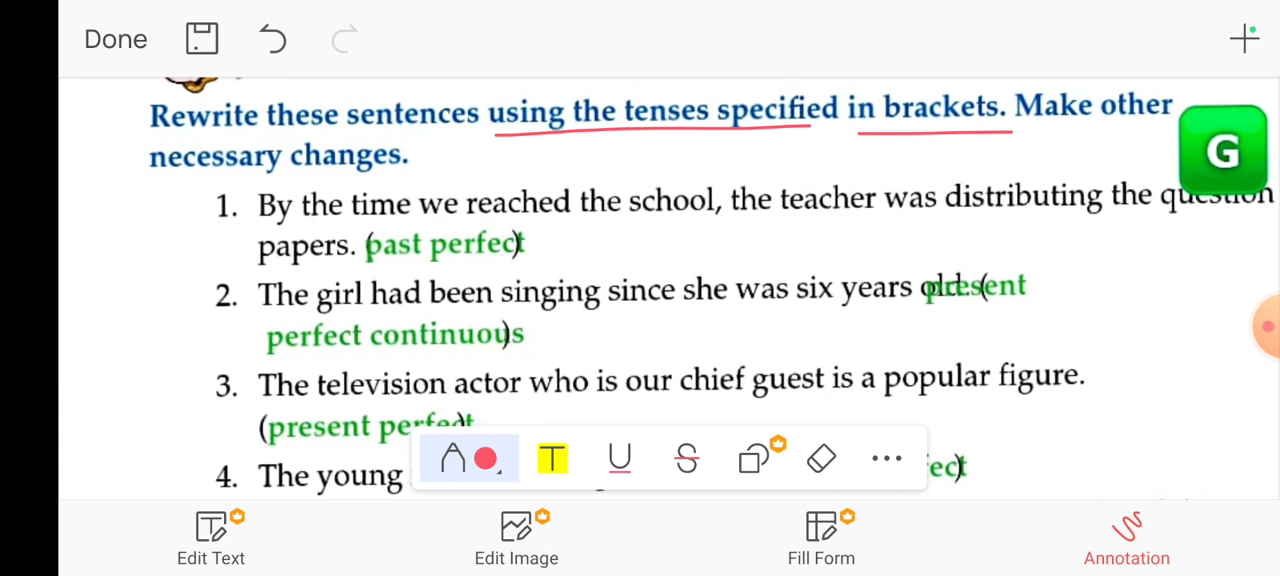 Done
Rewrite these sentences using the tenses specified in brackets. Make other
necessary changes.
G
1. By the time we reached the school, the teacher was distributing the question
papers. (past perfect)
2. The girl had been singing since she was six years old. (present
perfect continuous)
3. The television actor who is our chief guest is a popular figure.
(present perfect
4. The young
T U S
Edit Text Edit Image Fill Form Annotation